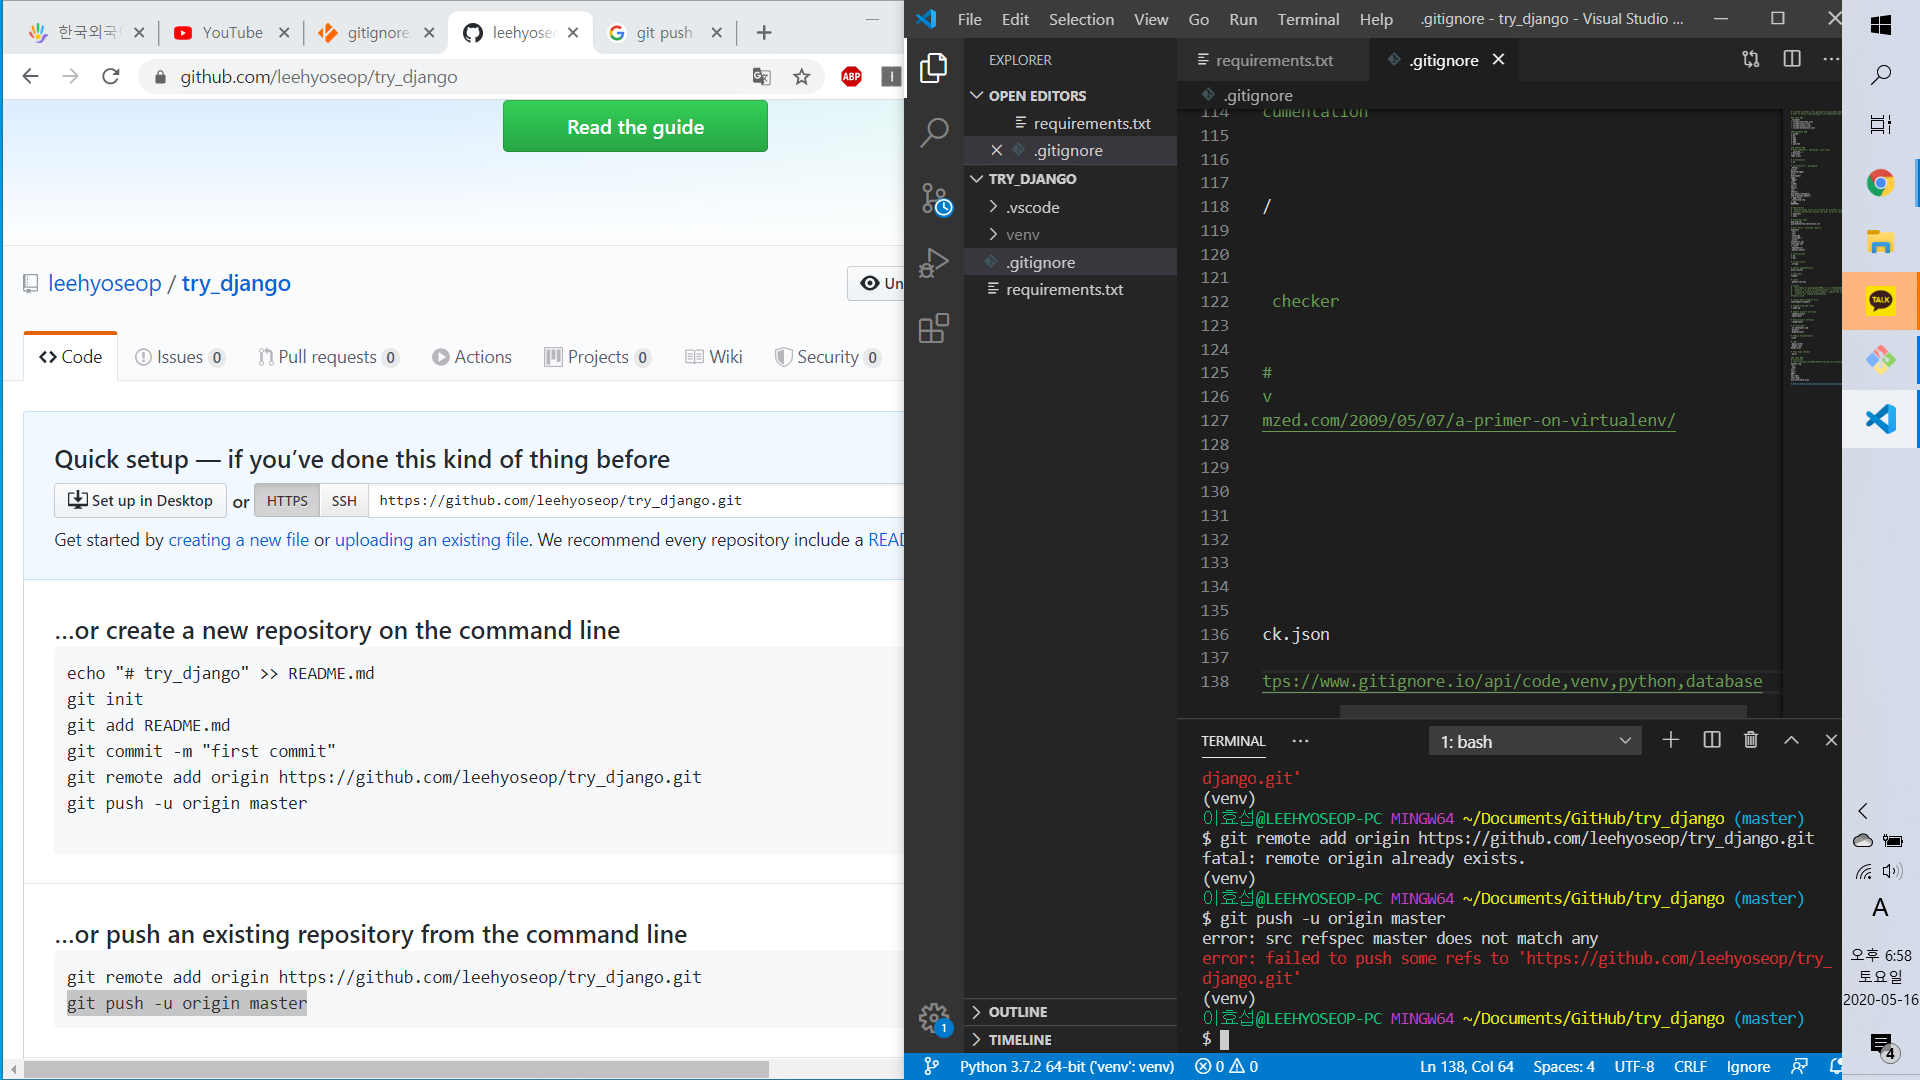 한국외국어
YouTube
gitignore.
leehyoseo
git push
github.com/leehyoseop/try_django
ABP
Read the guide
leehyoseop / try_django
Un
Code
Issues 0
Pull requests 0
Actions
Projects 0
Wiki
Security 0
Quick setup — if you’ve done this kind of thing before
Set up in Desktop
or
HTTPS
SSH
https://github.com/leehyoseop/try_django.git
Get started by creating a new file or uploading an existing file. We recommend every repository include a READ
…or create a new repository on the command line
echo "# try_django" >> README.md
git init
git add README.md
git commit -m "first commit"
git remote add origin https://github.com/leehyoseop/try_django.git
git push -u origin master
…or push an existing repository from the command line
git remote add origin https://github.com/leehyoseop/try_django.git
git push -u origin master
File Edit Selection View Go Run Terminal Help
.gitignore - try_django - Visual Studio ...
EXPLORER
OPEN EDITORS
requirements.txt
.gitignore
TRY_DJANGO
.vscode
venv
.gitignore
requirements.txt
OUTLINE
TIMELINE
1
requirements.txt
.gitignore
.gitignore
114 cumentation
115
116
117
118 /
119
120
121
122 checker
123
124
125 #
126 v
127 mzed.com/2009/05/07/a-primer-on-virtualenv/
128
129
130
131
132
133
134
135
136 ck.json
137
138 tps://www.gitignore.io/api/code,venv,python,database
TERMINAL
1: bash
django.git'
(venv)
이효섭@LEEHYOSEOP-PC MINGW64 ~/Documents/GitHub/try_django (master)
$ git remote add origin https://github.com/leehyoseop/try_django.git
fatal: remote origin already exists.
(venv)
이효섭@LEEHYOSEOP-PC MINGW64 ~/Documents/GitHub/try_django (master)
$ git push -u origin master
error: src refspec master does not match any
error: failed to push some refs to 'https://github.com/leehyoseop/try_
django.git'
(venv)
이효섭@LEEHYOSEOP-PC MINGW64 ~/Documents/GitHub/try_django (master)
$
Python 3.7.2 64-bit ('venv': venv)
0 0
Ln 138, Col 64
Spaces: 4
UTF-8
CRLF
Ignore
TALK
A
오후 6:58
토요일
2020-05-16
4